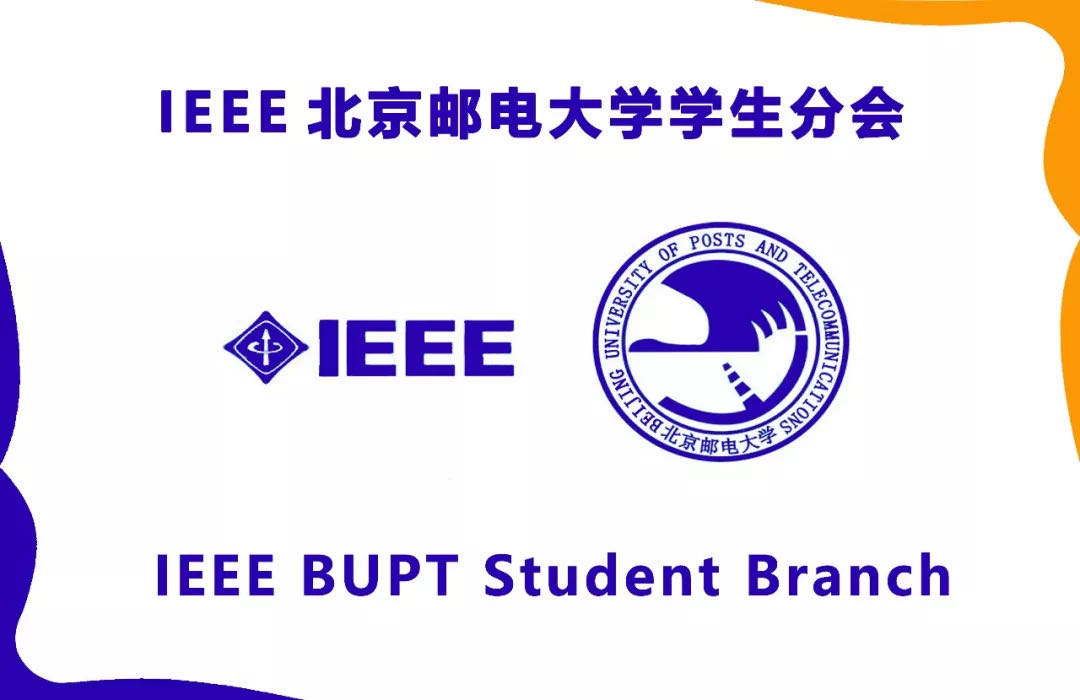 IEEE 北京邮电大学学生分会
IEEE
BEIJING UNIVERSITY OF POSTS AND TELECOMMUNICATIONS
北京邮电大学
IEEE BUPT Student Branch